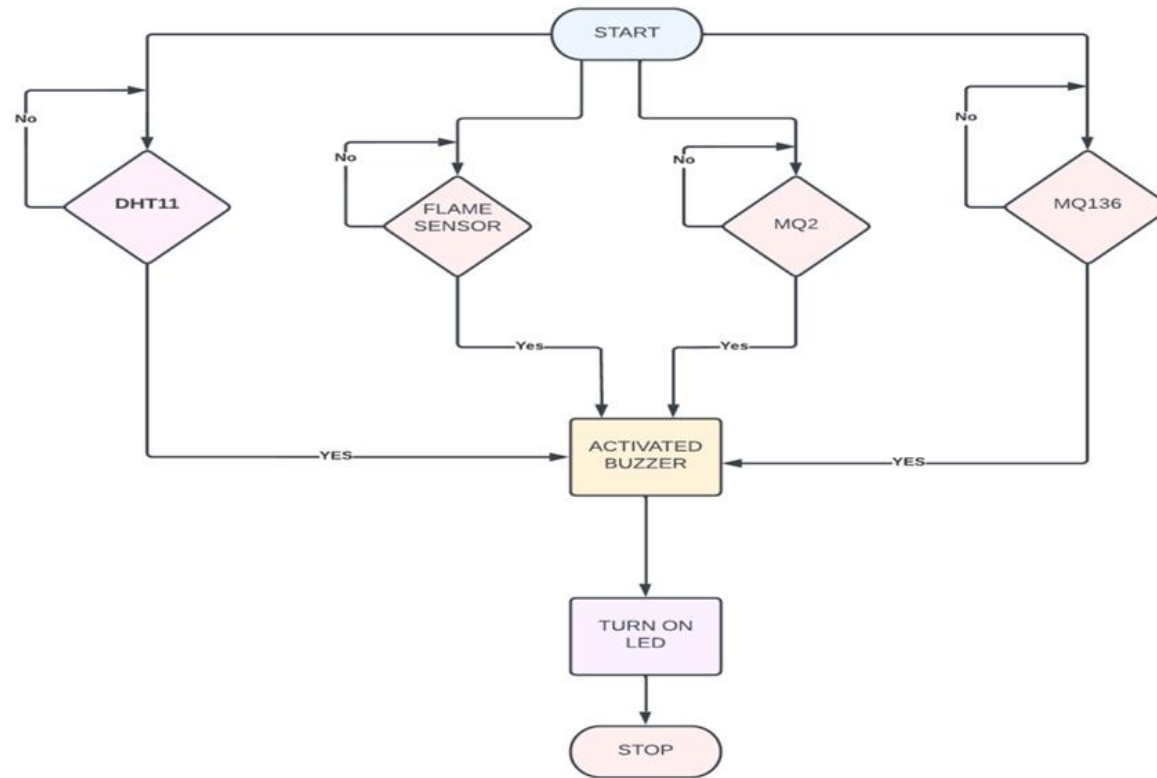 START
No
No
No
No
DHT11
FLAME
SENSOR
MQ2
MQ136
Yes
Yes
YES
YES
ACTIVATED
BUZZER
TURN ON
LED
STOP